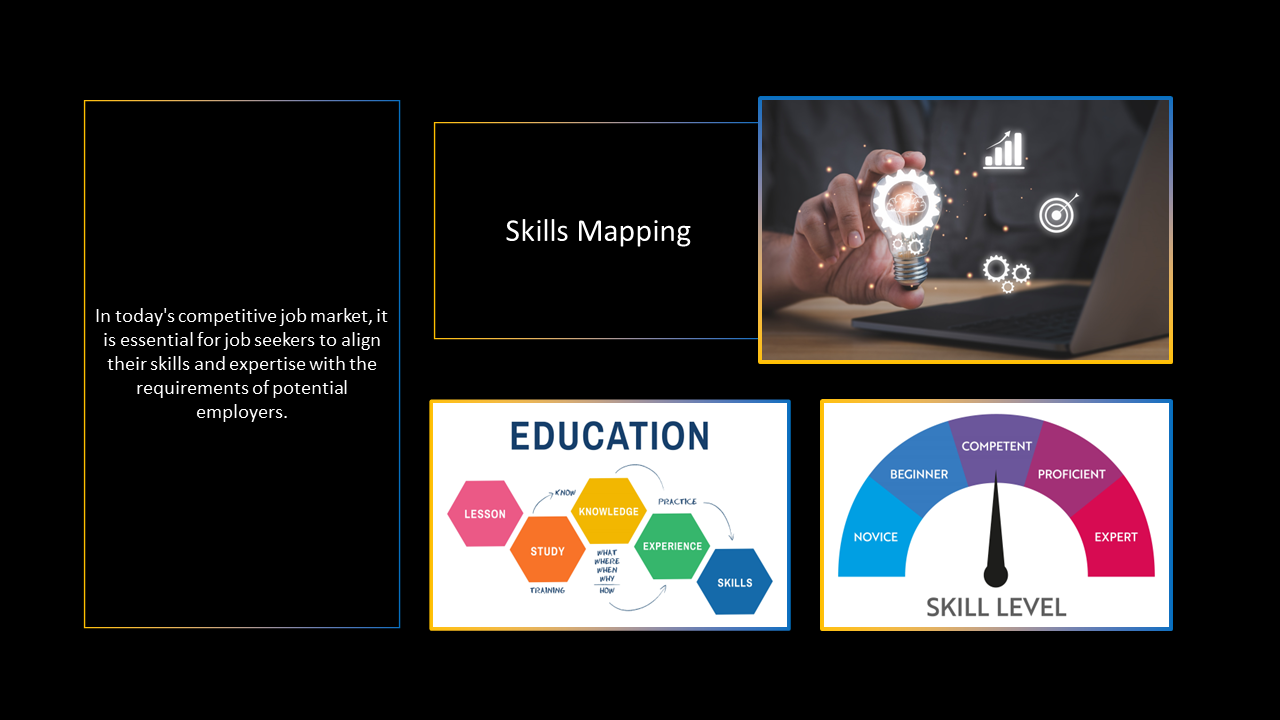 In today's competitive job market, it
is essential for job seekers to align
their skills and expertise with the
requirements of potential
employers.
Skills Mapping
EDUCATION
LESSON
STUDY
TRAINING
KNOW
KNOWLEDGE
WHAT
WHERE
WHEN
WHY
HOW
PRACTICE
EXPERIENCE
SKILLS
NOVICE
BEGINNER
COMPETENT
PROFICIENT
EXPERT
SKILL LEVEL